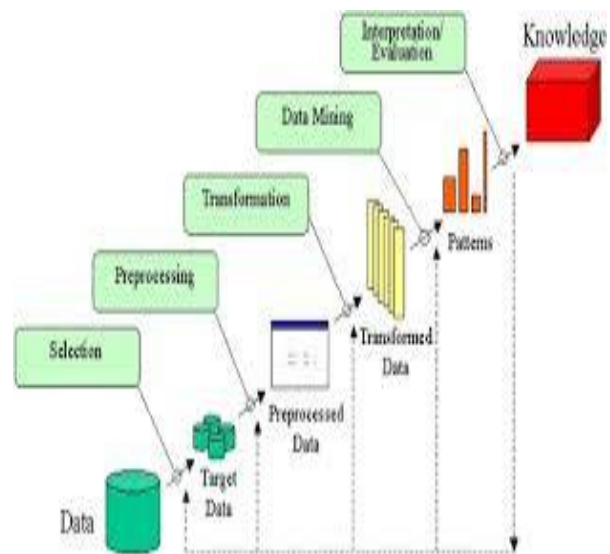 Interpretation/
Evaluation
Knowledge
Data Mining
Transformation
Patterns
Preprocessing
Transformed
Data
Selection
Preprocessed
Data
Target
Data
Data